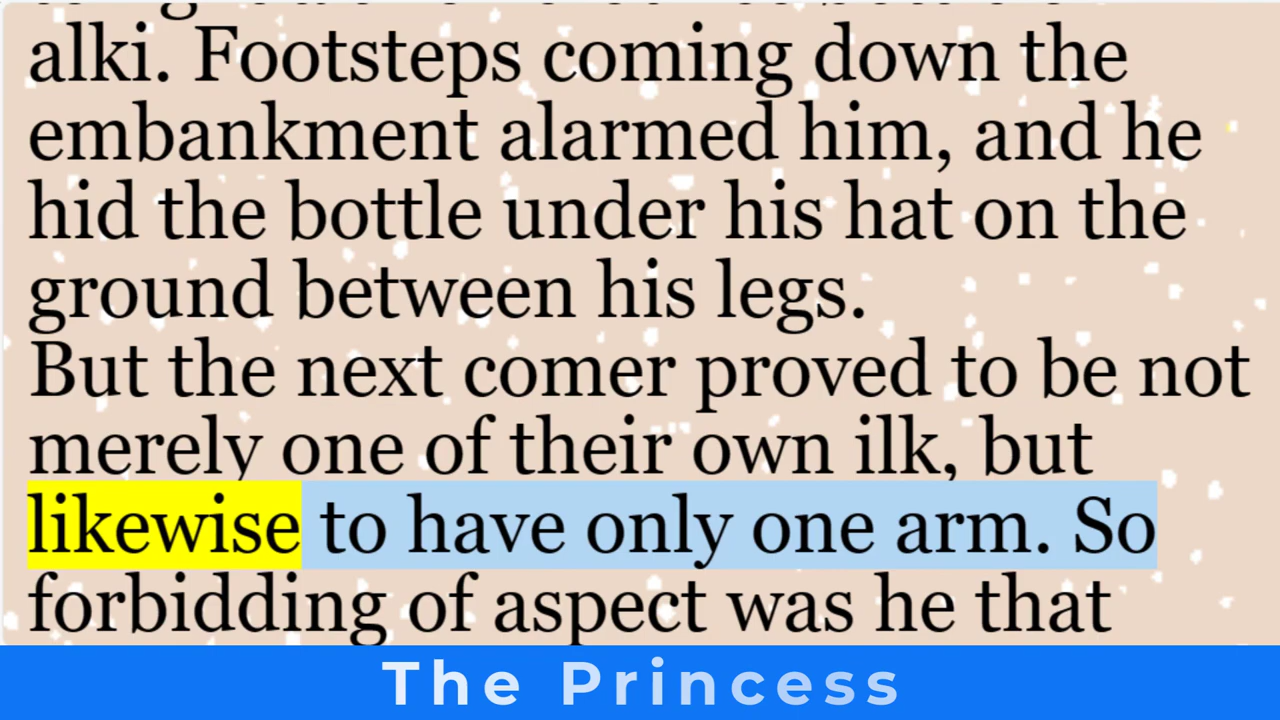 alki. Footsteps coming down the
embankment alarmed him, and he
hid the bottle under his hat on the
ground between his legs.
But the next comer proved to be not
merely one of their own ilk, but
likewise to have only one arm. So
forbidding of aspect was he that
The Princess